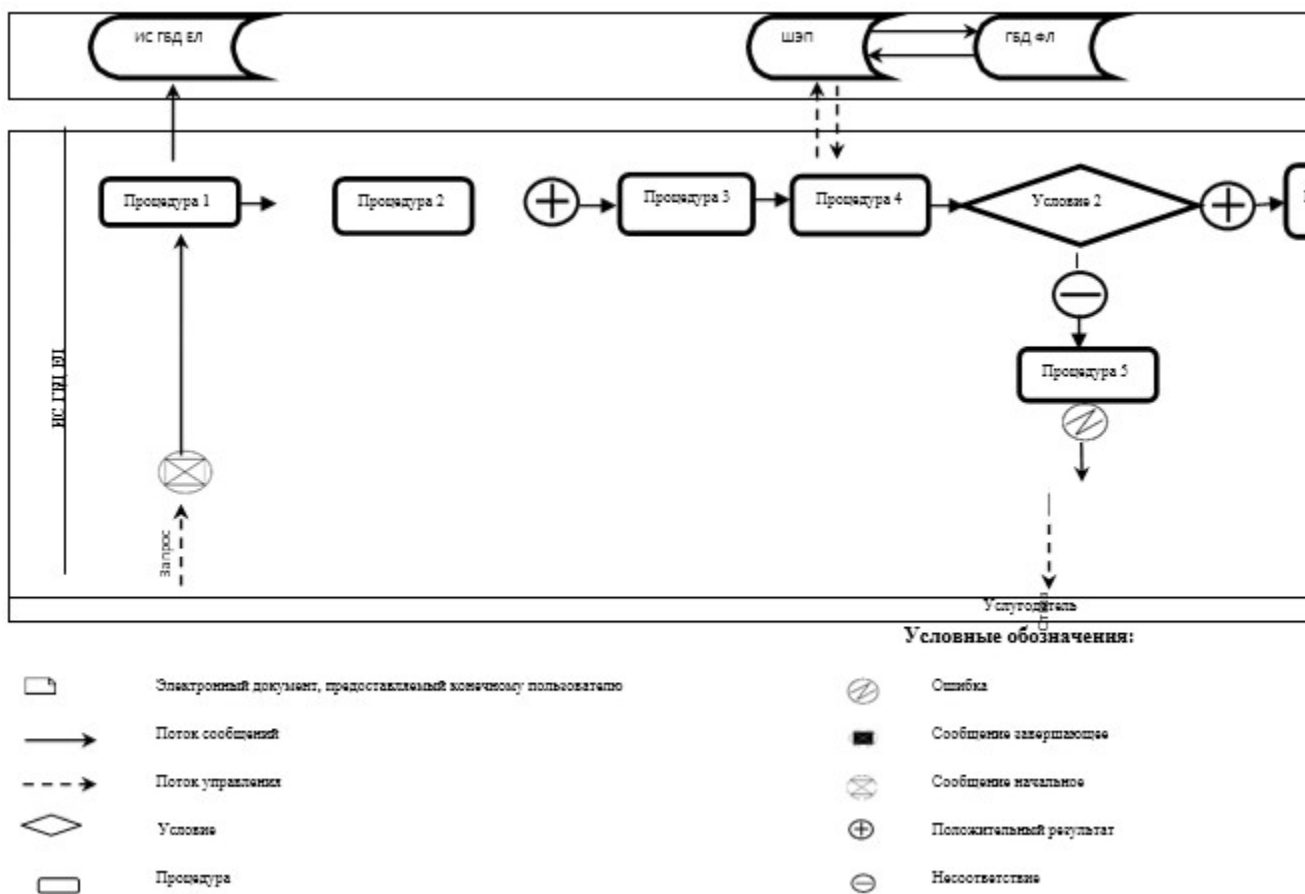 ИС ГБД ЕЛ
ШЭП
ГБД ФЛ
Процедура 1
Процедура 2
Процедура 3
Процедура 4
Условие 2
Процедура 5
ИС ГБД ЕЛ
Запрос
Услугодатель
Условные обозначения:
Электронный документ, предоставляемый конечному пользователю
Ошибка
Поток сообщений
Сообщение завершающее
Поток управления
Сообщение начальное
Условие
Положительный результат
Процедура
Несоответствие